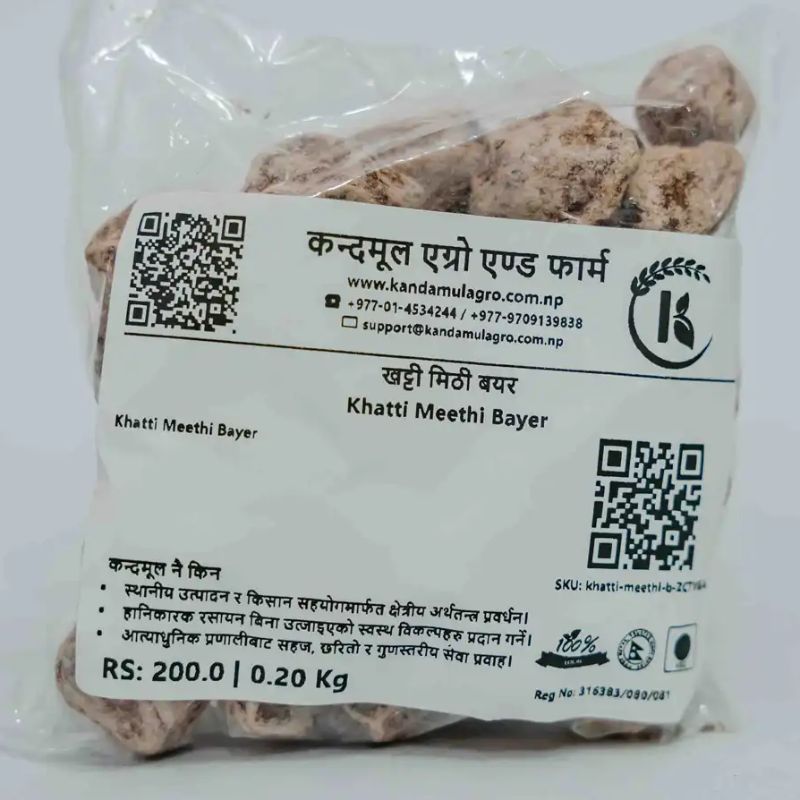 कन्दमूल एग्रो एण्ड फार्म
www.kandamulagro.com.np
+977-01-4534244 / +977-9709139838
support@kandamulagro.com.np
K
खट्टी मिठी बयर
Khatti Meethi Bayer
Khatti Meethi Bayer
SKU: khatti-meethi-b-
कन्दमूल नै किन
• स्थानीय उत्पादन र किसान सहयोगमार्फत क्षेत्रीय अर्थतन्त्र प्रवर्धन।
• हानिकारक रसायन बिना उत्जाइएको स्वस्थ विकल्पहरु प्रदान गर्ने।
• आत्याधुनिक प्रणालीबाट सहज, छरितो र गुणस्तरीय सेवा प्रवाह।
100%
RS: 200.0 | 0.20 Kg
Reg No: 316383/080/081